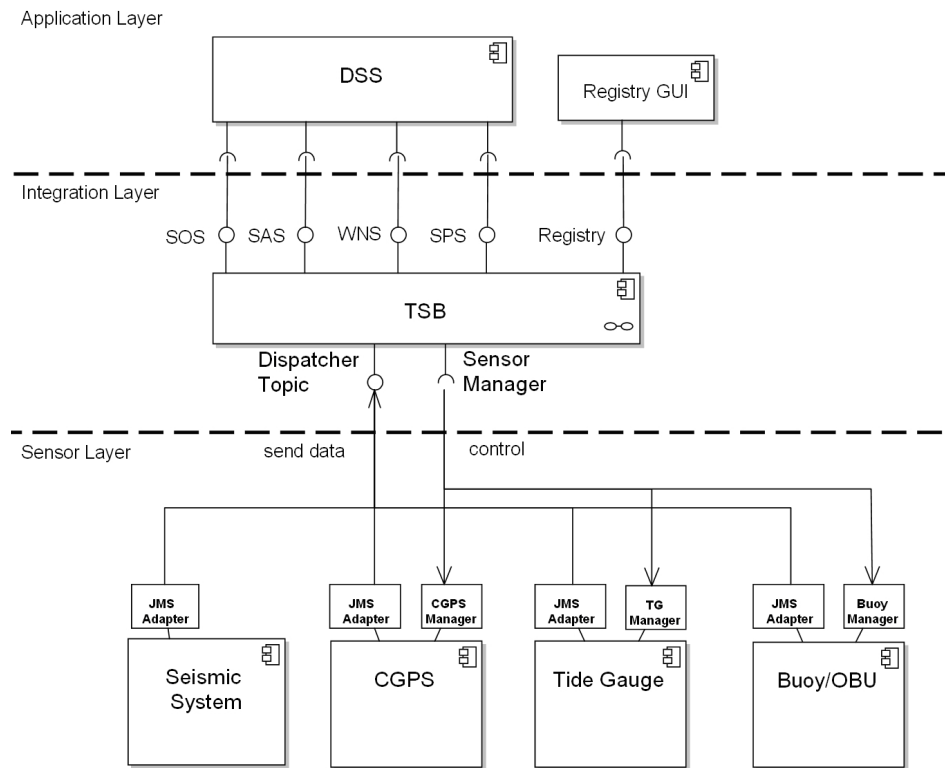 Application Layer
DSS
Registry GUI
Integration Layer
SOS
SAS
WNS
SPS
Registry
TSB
Dispatcher
Topic
Sensor
Manager
Sensor Layer
send data
control
JMS
Adapter
JMS
Adapter
CGPS
Manager
JMS
Adapter
TG
Manager
JMS
Adapter
Buoy
Manager
Seismic
System
CGPS
Tide Gauge
Buoy/OBU